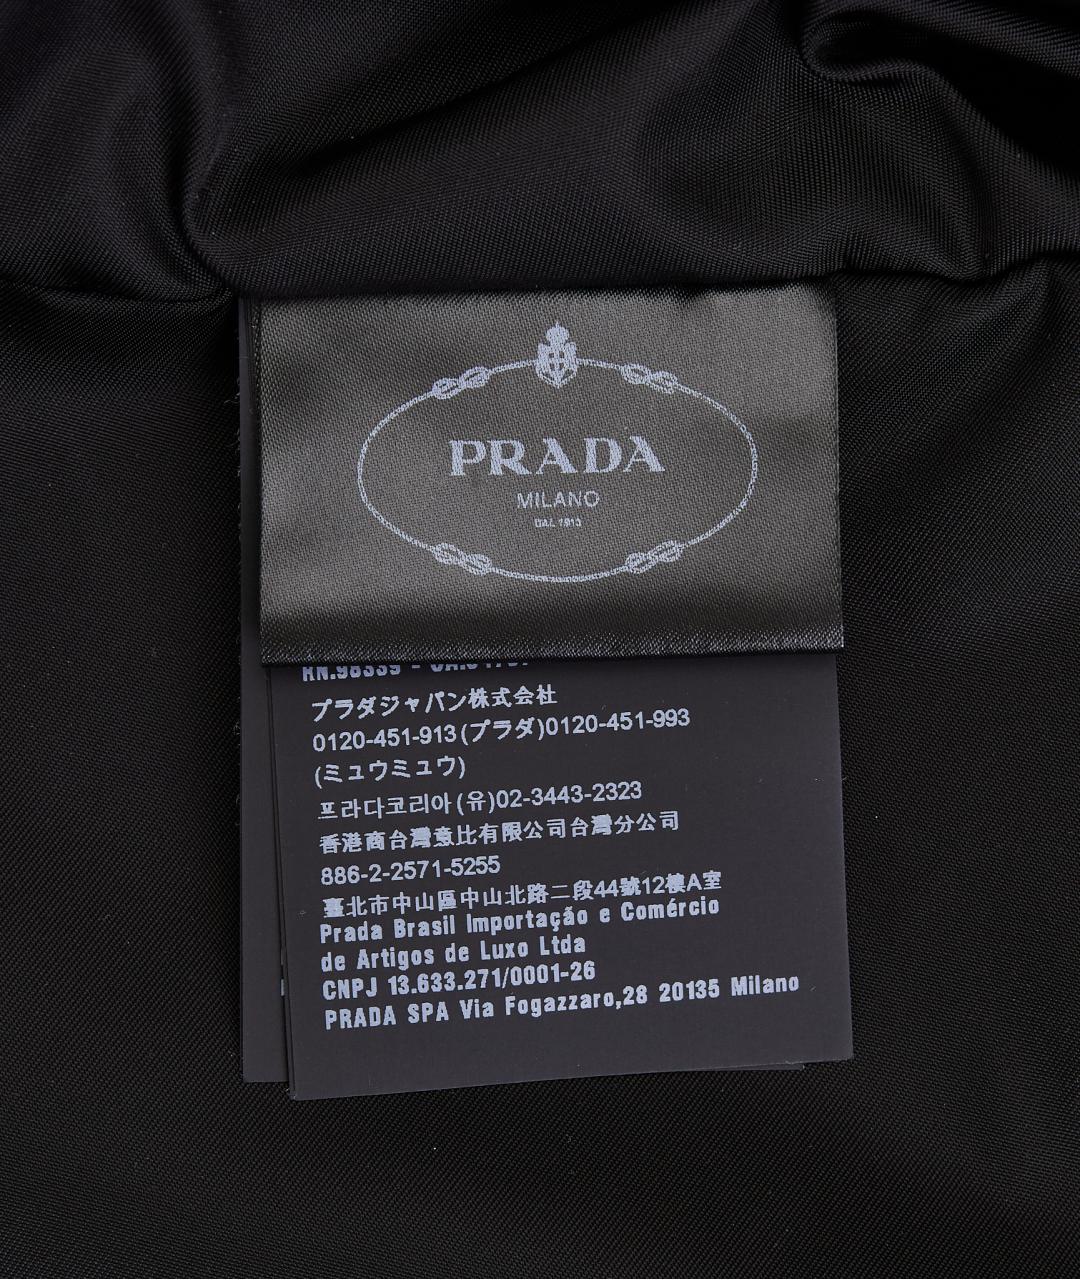 PRADA
MILANO
DAL 1913
RN.98339 -
プラダジャパン株式会社
0120-451-913(プラダ)0120-451-993
(ミュウミュウ)
프라다코리아(유)02-3443-2323
香港商台灣意比有限公司台灣分公司
886-2-2571-5255
臺北市中山區中山北路二段44號12樓A室
Prada Brasil Importação e Comércio
de Artigos de Luxo Ltda
CNPJ 13.633.271/0001-26
PRADA SPA Via Fogazzaro,28 20135 Milano